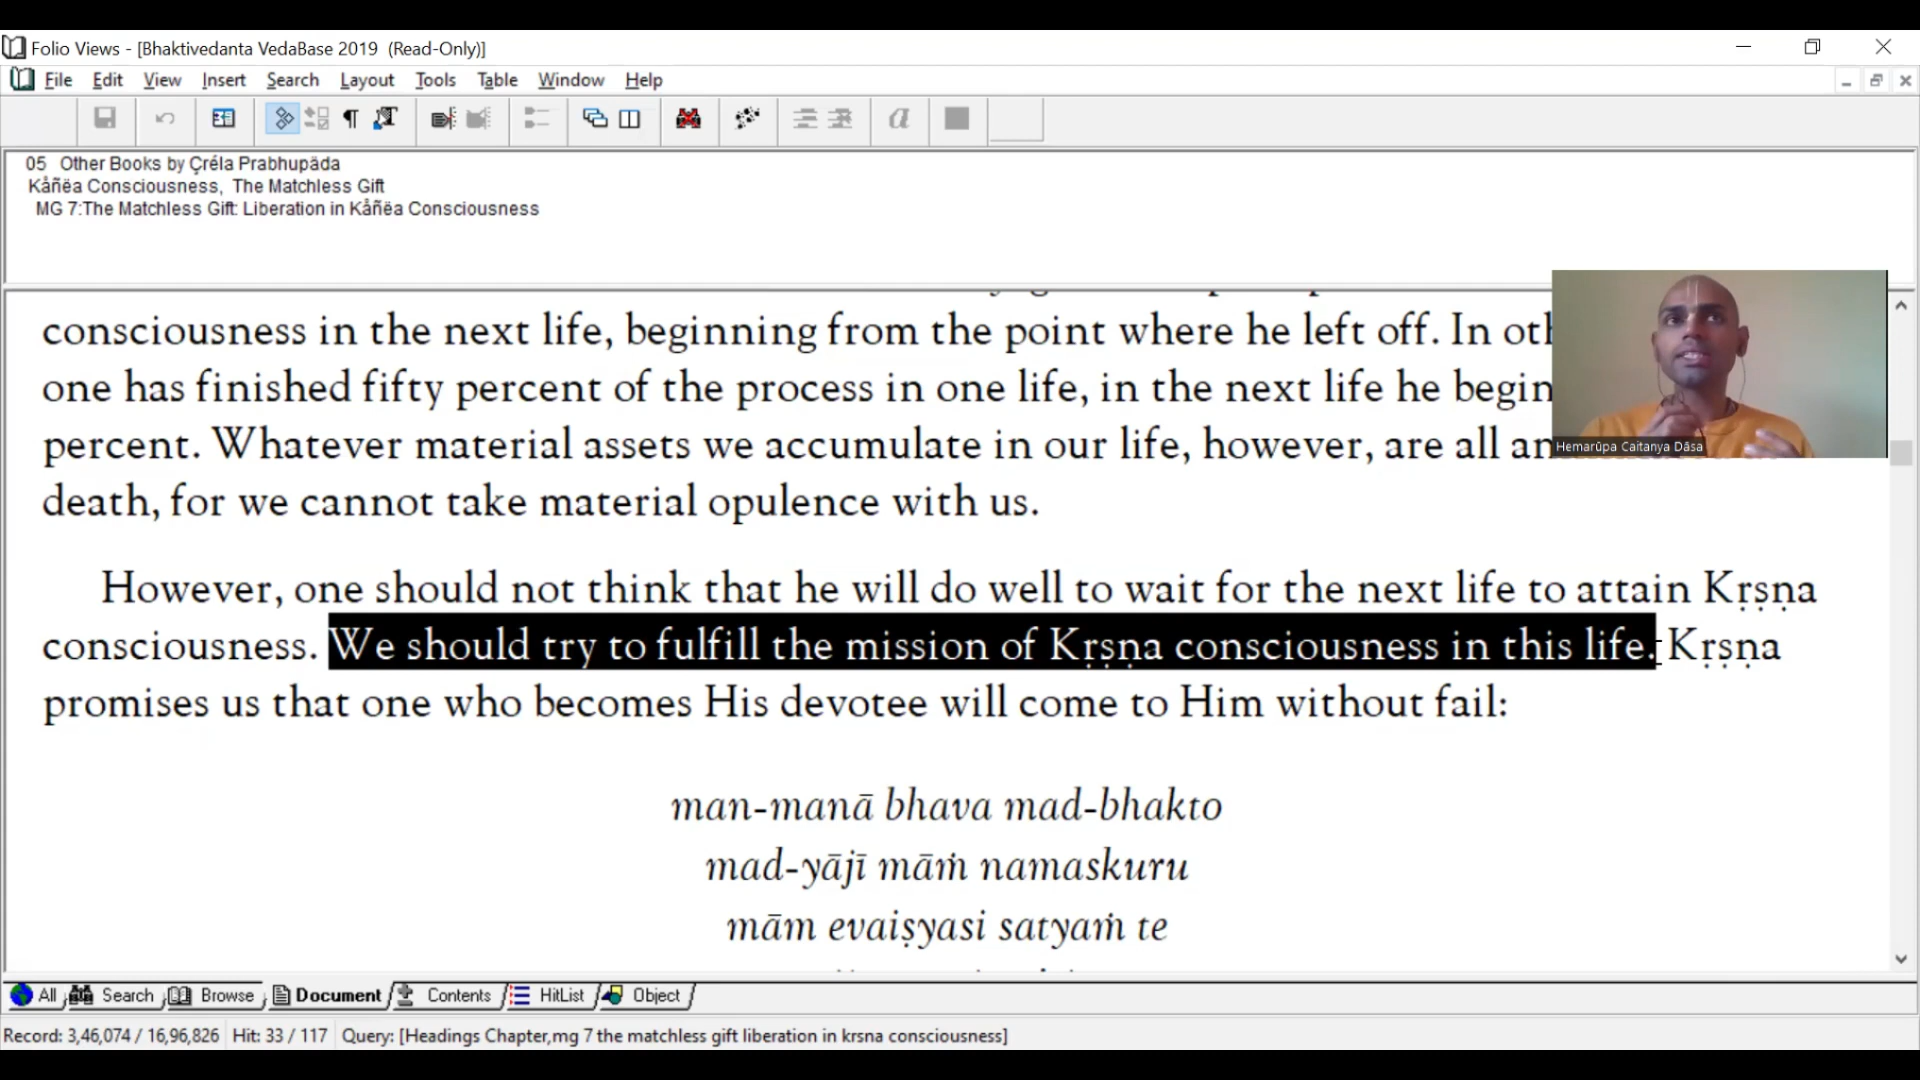 Folio Views - [Bhaktivedanta VedaBase 2019 (Read-Only)]
File Edit View Insert Search Layout Tools Table Window Help
05 Other Books by Çréla Prabhupäda
Kåñëa Consciousness, The Matchless Gift
MG 7:The Matchless Gift: Liberation in Kåñëa Consciousness
consciousness in the next life, beginning from the point where he left off. In
one has finished fifty percent of the process in one life, in the next life he
percent. Whatever material assets we accumulate in our life, however, are all
death, for we cannot take material opulence with us.
Hemarūpa Caitanya Dāsa
However, one should not think that he will do well to wait for the next life to attain Kṛṣṇa
consciousness. We should try to fulfill the mission of Kṛṣṇa consciousness in this life. Kṛṣṇa
promises us that one who becomes His devotee will come to Him without fail:
man-manā bhava mad-bhakto
mad-yājī māṁ namaskuru
mām evaiṣyasi satyaṁ te
All Search Browse Document Contents HitList Object
Record: 3,46,074 / 16,96,826 Hit: 33 / 117 Query: [Headings Chapter,mg 7 the matchless gift liberation in krsna consciousness]